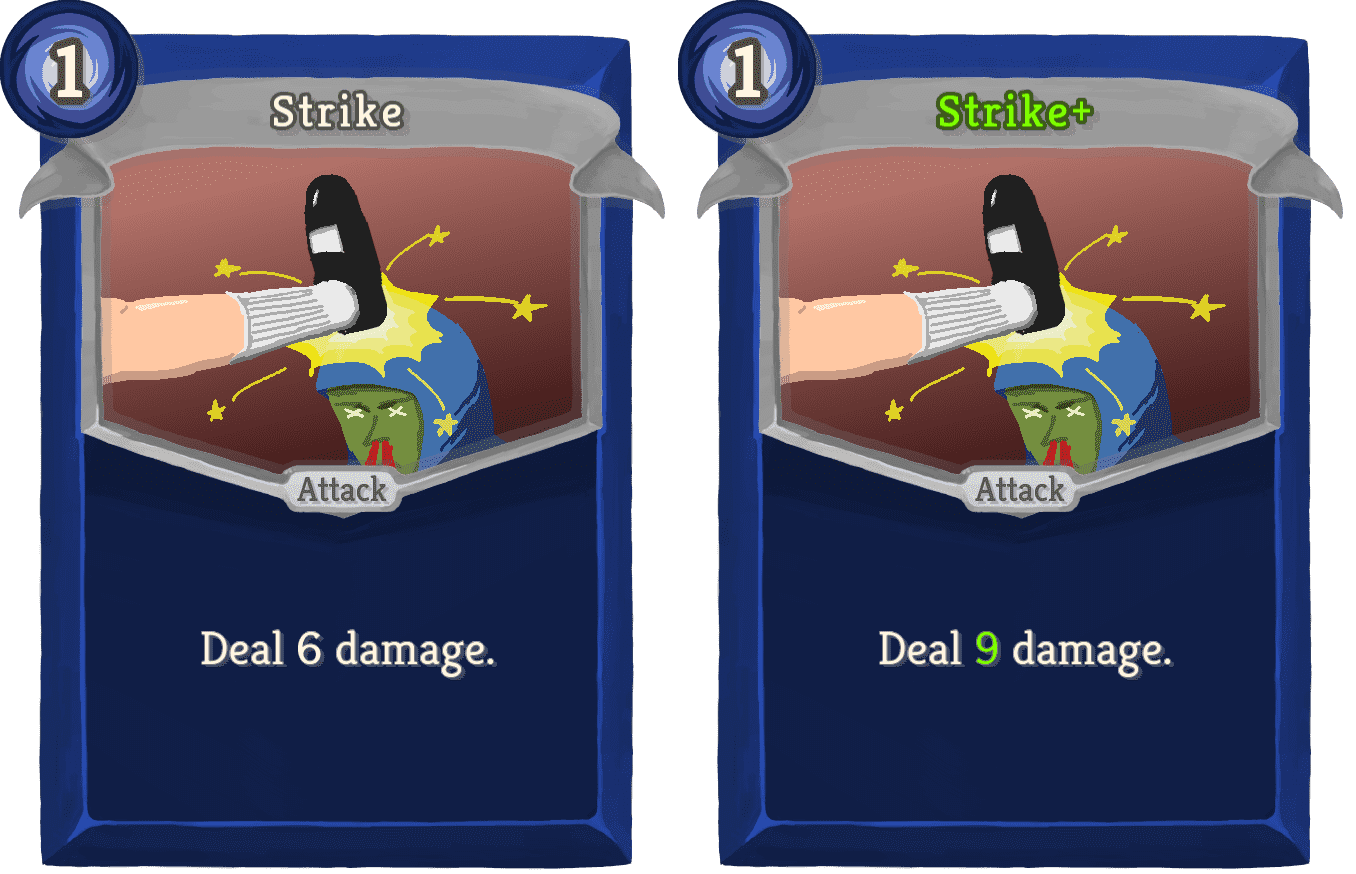 1
Strike
Attack
Deal 6 damage.
1
Strike+
Attack
Deal 9 damage.